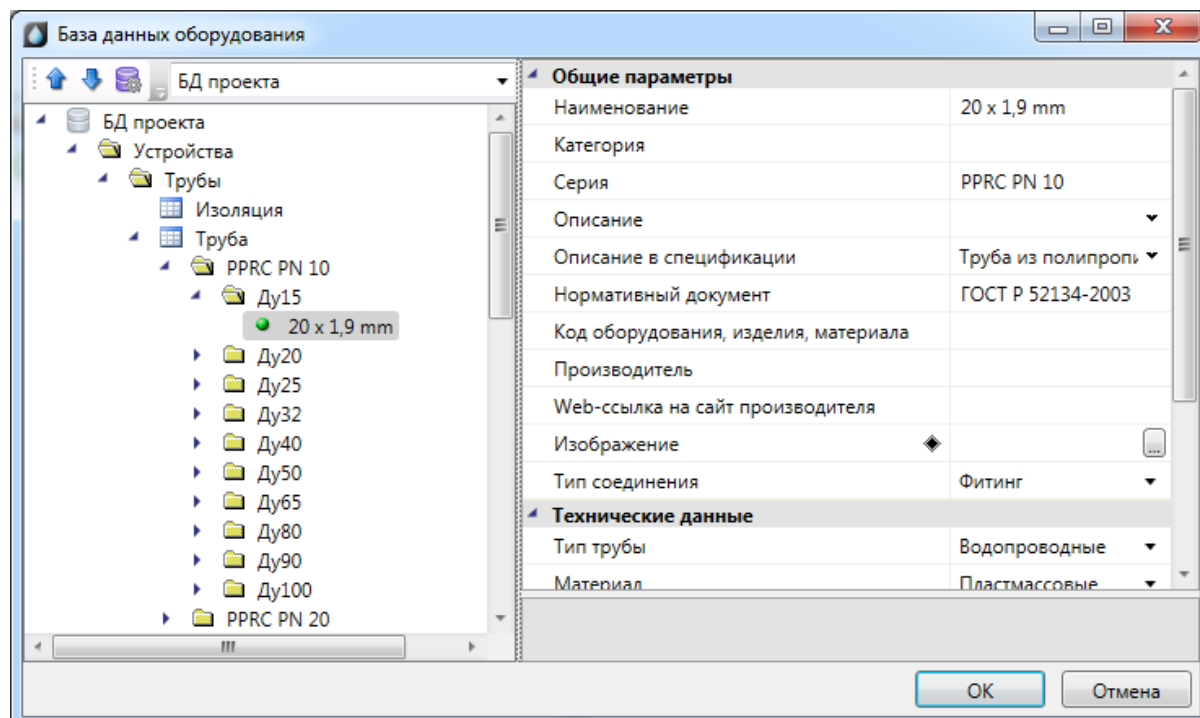 База данных оборудования
БД проекта
БД проекта
Устройства
Трубы
Изоляция
Труба
PPRC PN 10
Ду15
20 x 1,9 mm
Ду20
Ду25
Ду32
Ду40
Ду50
Ду65
Ду80
Ду90
Ду100
PPRC PN 20
Общие параметры
Наименование 20 x 1,9 mm
Категория
Серия PPRC PN 10
Описание
Описание в спецификации Труба из полипропи
Нормативный документ ГОСТ Р 52134-2003
Код оборудования, изделия, материала
Производитель
Web-ссылка на сайт производителя
Изображение ...
Тип соединения Фитинг
Технические данные
Тип трубы Водопроводные
Материал Пластмассовые
OK Отмена